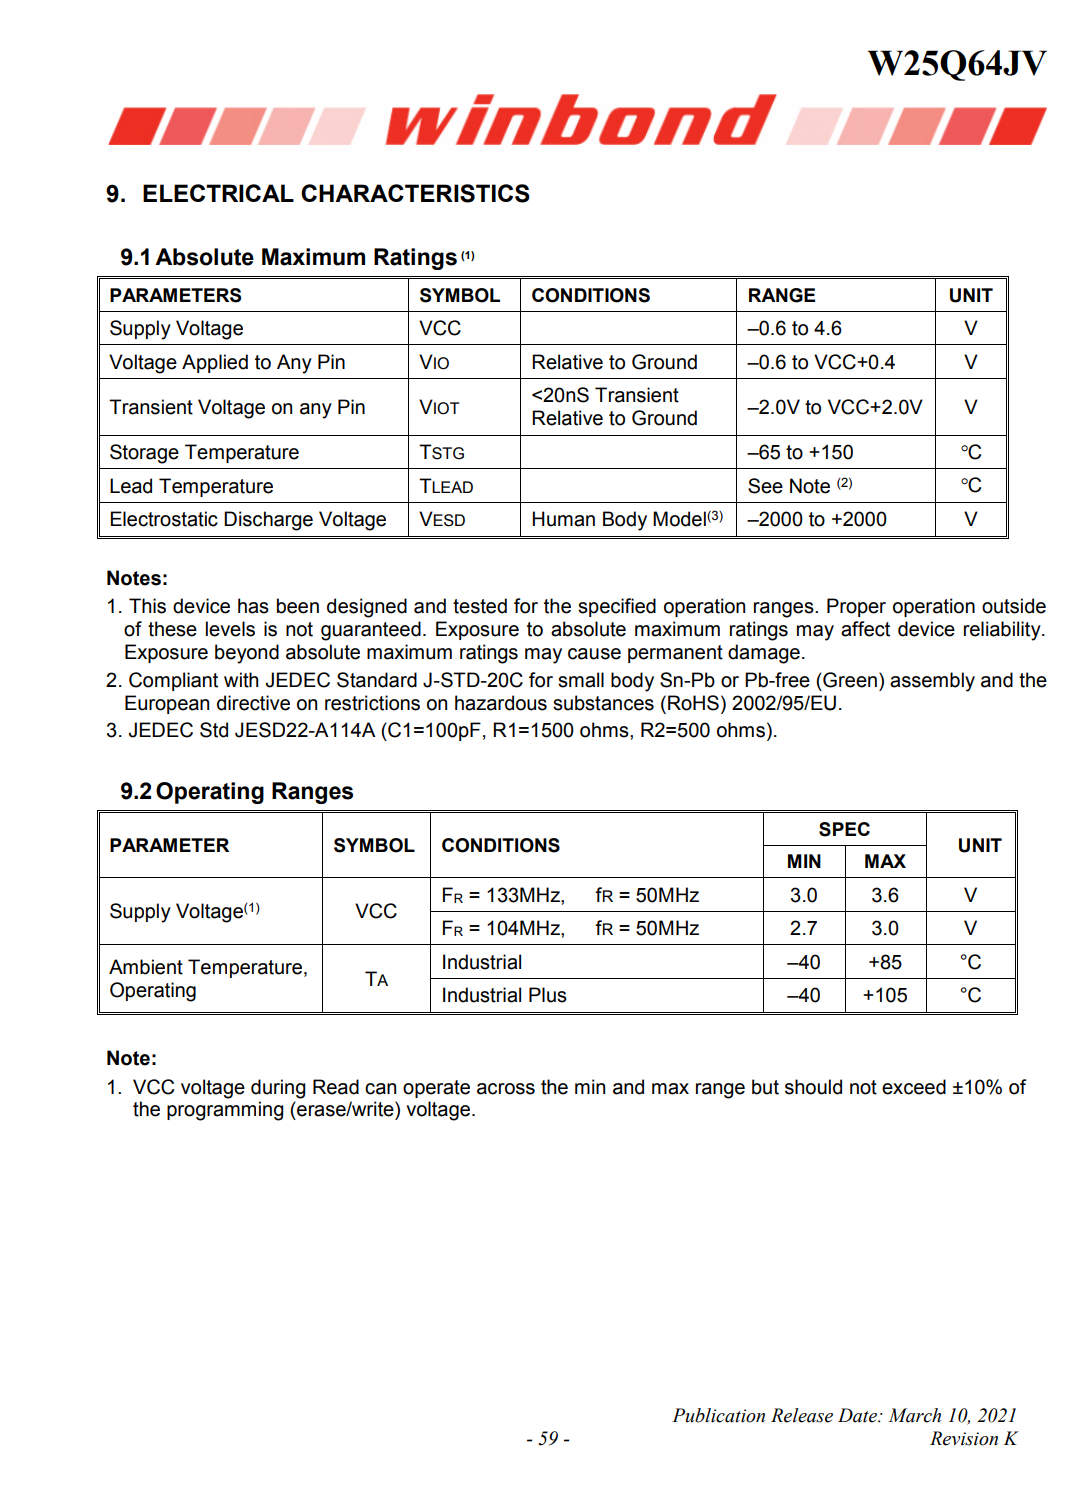 W25Q64JV
winbond
9. ELECTRICAL CHARACTERISTICS
9.1 Absolute Maximum Ratings (1)
PARAMETERS SYMBOL CONDITIONS RANGE UNIT
Supply Voltage VCC –0.6 to 4.6 V
Voltage Applied to Any Pin VIO Relative to Ground –0.6 to VCC+0.4 V
Transient Voltage on any Pin VIOT <20nS Transient Relative to Ground –2.0V to VCC+2.0V V
Storage Temperature TSTG –65 to +150 °C
Lead Temperature TLEAD See Note (2) °C
Electrostatic Discharge Voltage VESD Human Body Model(3) –2000 to +2000 V
Notes:
1. This device has been designed and tested for the specified operation ranges. Proper operation outside
of these levels is not guaranteed. Exposure to absolute maximum ratings may affect device reliability.
Exposure beyond absolute maximum ratings may cause permanent damage.
2. Compliant with JEDEC Standard J-STD-20C for small body Sn-Pb or Pb-free (Green) assembly and the
European directive on restrictions on hazardous substances (RoHS) 2002/95/EU.
3. JEDEC Std JESD22-A114A (C1=100pF, R1=1500 ohms, R2=500 ohms).
9.2 Operating Ranges
PARAMETER SYMBOL CONDITIONS SPEC UNIT
MIN MAX
Supply Voltage(1) VCC FR = 133MHz, fR = 50MHz 3.0 3.6 V
FR = 104MHz, fR = 50MHz 2.7 3.0 V
Ambient Temperature, Operating TA Industrial –40 +85 °C
Industrial Plus –40 +105 °C
Note:
1. VCC voltage during Read can operate across the min and max range but should not exceed ±10% of
the programming (erase/write) voltage.
Publication Release Date: March 10, 2021
- 59 - Revision K